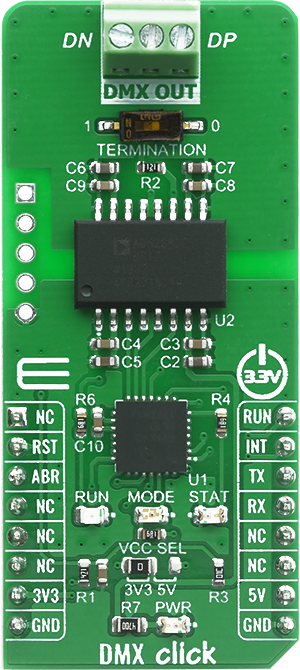 DN DP
DMX OUT
1 0
TERMINATION
C6 C7
C9 R2 C8
U2
C4 C3
C5 C2
3.3V
R6 R4
NC RUN
C10
RST INT
U1
ABR TX
RUN MODE STAT
NC RX
VCC SEL
NC NC
R1 3V3 5V R3
3V3 5V
R7 PWR
GND GND
DMX click